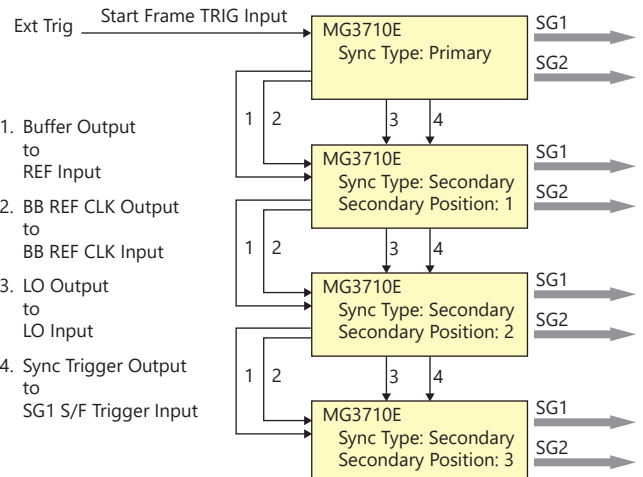 Ext Trig
Start Frame TRIG Input
MG3710E
Sync Type: Primary
SG1
SG2
1 2 3 4
1. Buffer Output
to
REF Input
MG3710E
Sync Type: Secondary
Secondary Position: 1
SG1
SG2
2. BB REF CLK Output
to
BB REF CLK Input
1 2 3 4
3. LO Output
to
LO Input
MG3710E
Sync Type: Secondary
Secondary Position: 2
SG1
SG2
4. Sync Trigger Output
to
SG1 S/F Trigger Input
1 2 3 4
MG3710E
Sync Type: Secondary
Secondary Position: 3
SG1
SG2